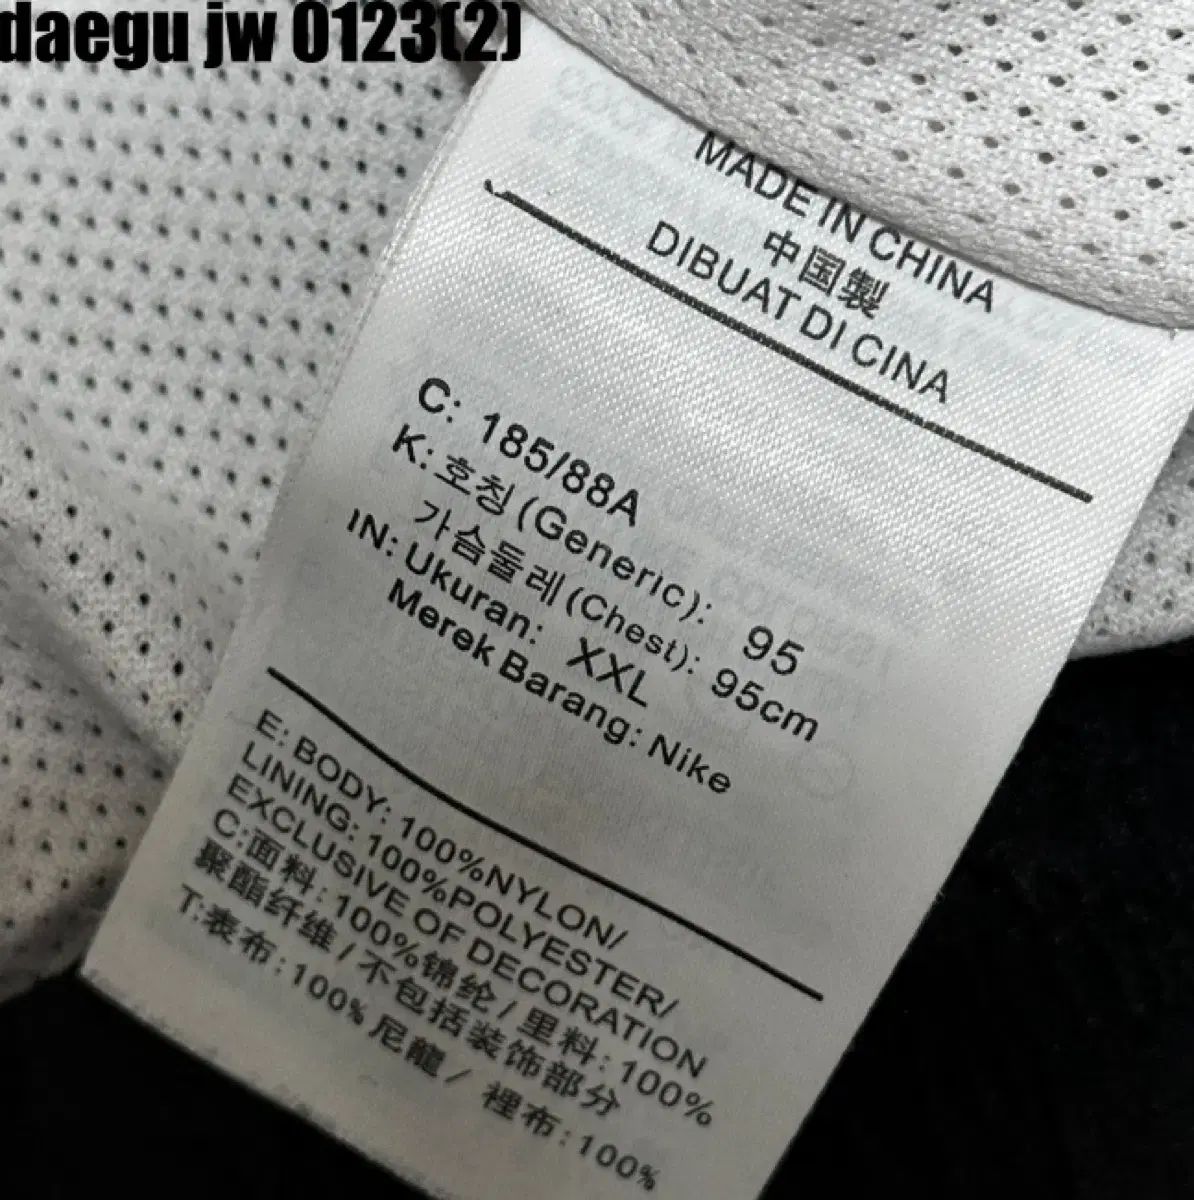 daegu jw 0123(2)
MADE IN CHINA
中国製
DIBUAT DI CINA
C: 185/88A
K: 호칭 (Generic): 95
가슴둘레 (Chest): 95cm
IN: Ukuran: XXL
Merek Barang: Nike
E: BODY: 100%NYLON/
LINING: 100%POLYESTER/
EXCLUSIVE OF DECORATION
C:面料: 100%锦纶/里料: 100%
聚酯纤维/不包括装饰部分
T:表布: 100%尼龍/ 裡布:100%